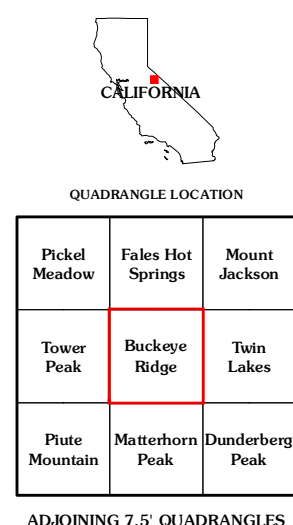 CALIFORNIA
QUADRANGLE LOCATION
Pickel
Meadow
Fales Hot
Springs
Mount
Jackson
Tower
Peak
Buckeye
Ridge
Twin
Lakes
Piute
Mountain
Matterhorn
Peak
Dunderberg
Peak
ADJOINING 7.5' QUADRANGLES